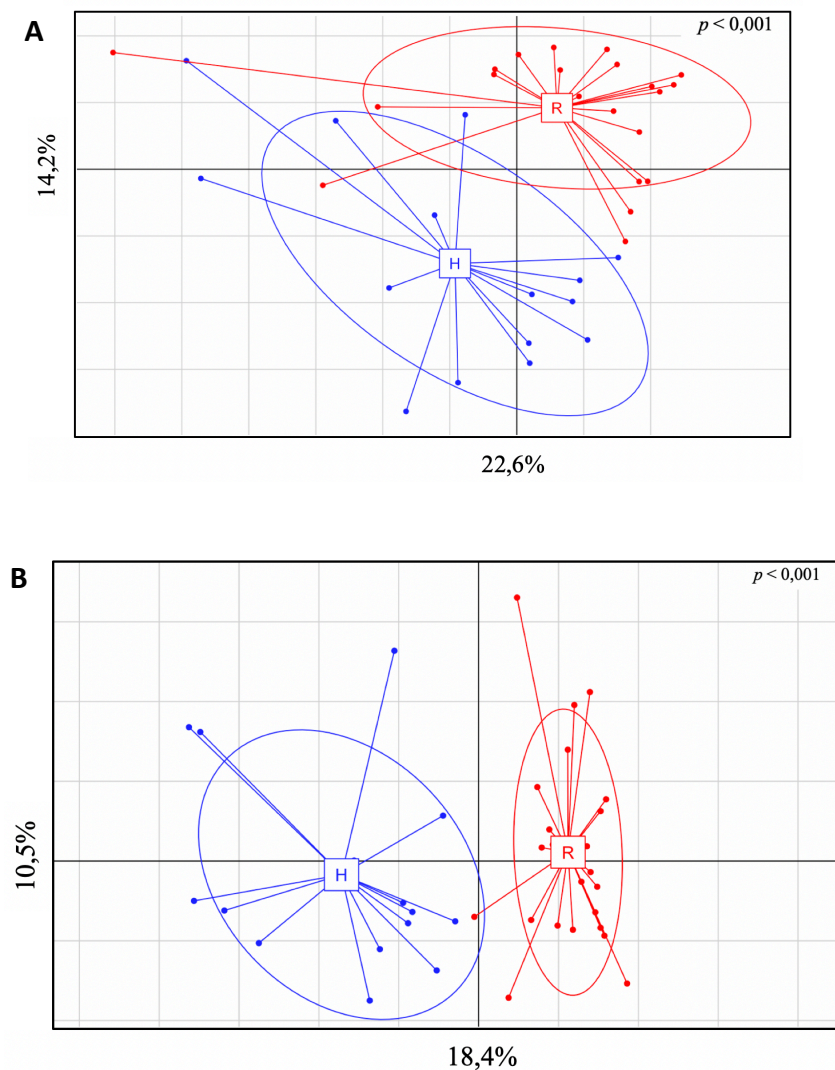 A
p < 0,001
R
14,2%
H
22,6%
B
p < 0,001
R
H
10,5%
18,4%